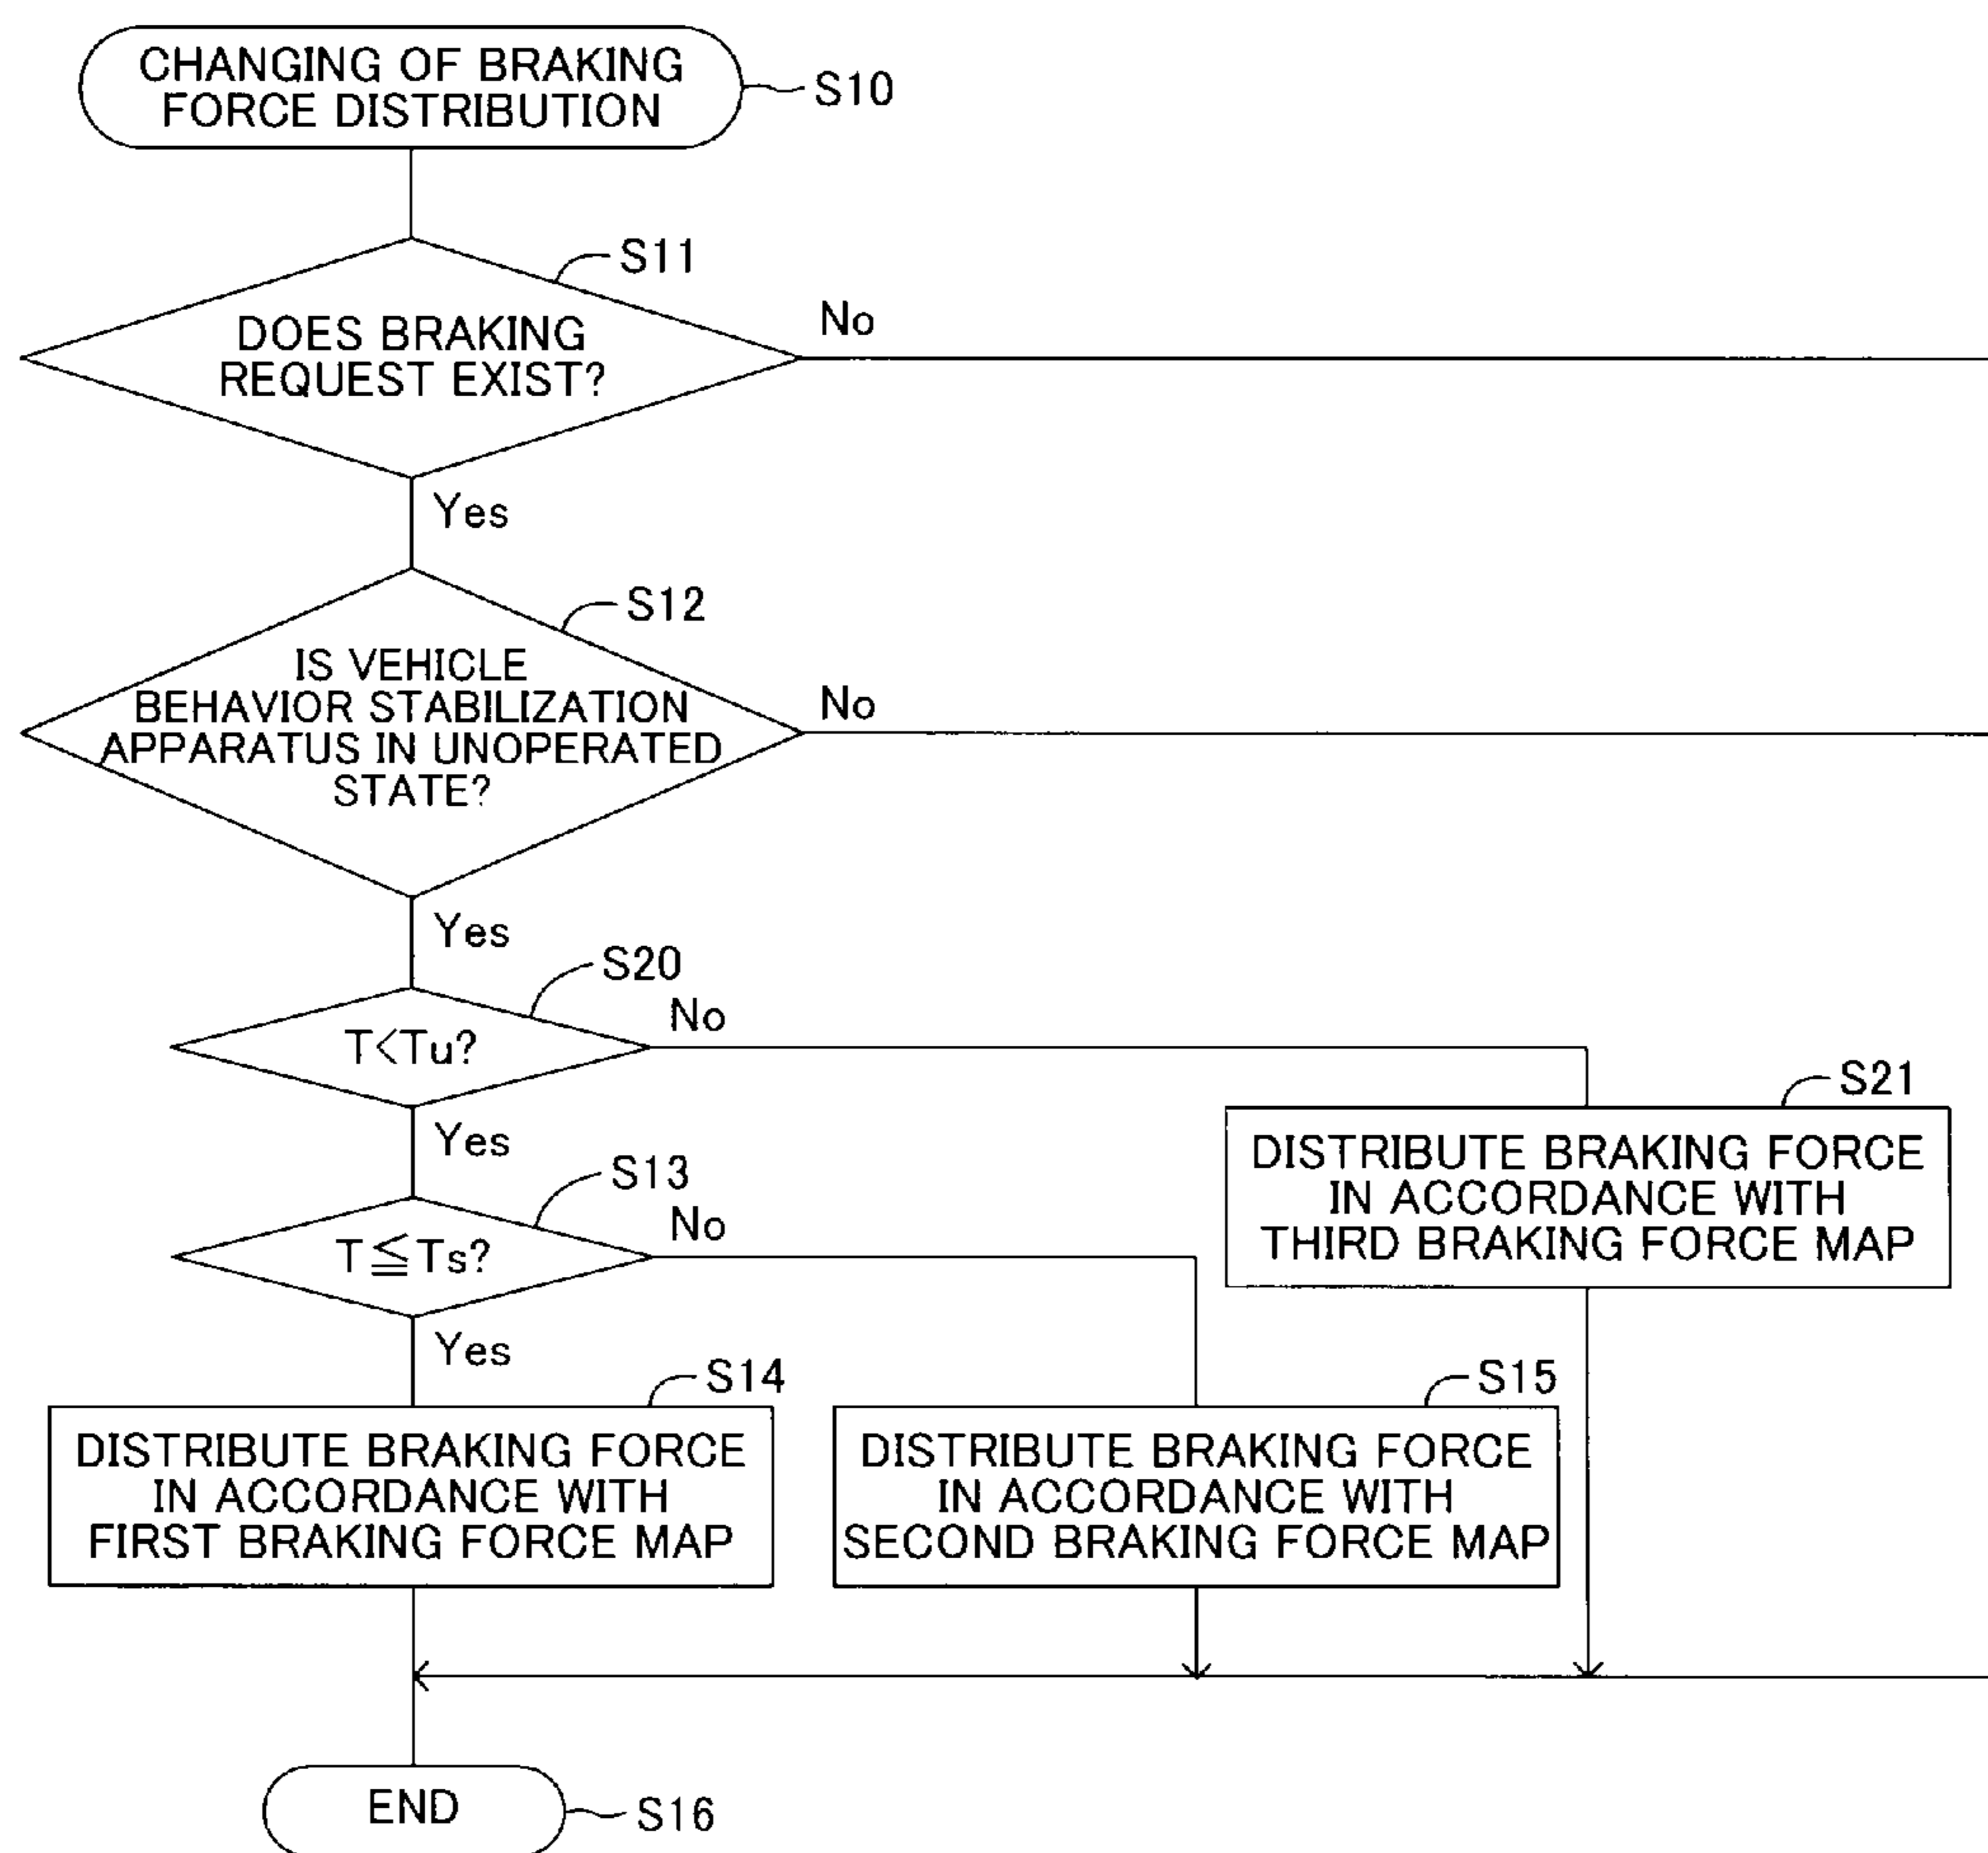 CHANGING OF BRAKING
FORCE DISTRIBUTION
S10
S11
DOES BRAKING
REQUEST EXIST?
No
Yes
S12
IS VEHICLE
BEHAVIOR STABILIZATION
APPARATUS IN UNOPERATED
STATE?
No
Yes
S20
T<Tu?
No
Yes
S21
DISTRIBUTE BRAKING FORCE
IN ACCORDANCE WITH
THIRD BRAKING FORCE MAP
S13
T≦Ts?
No
Yes
S14
DISTRIBUTE BRAKING FORCE
IN ACCORDANCE WITH
FIRST BRAKING FORCE MAP
S15
DISTRIBUTE BRAKING FORCE
IN ACCORDANCE WITH
SECOND BRAKING FORCE MAP
END
S16